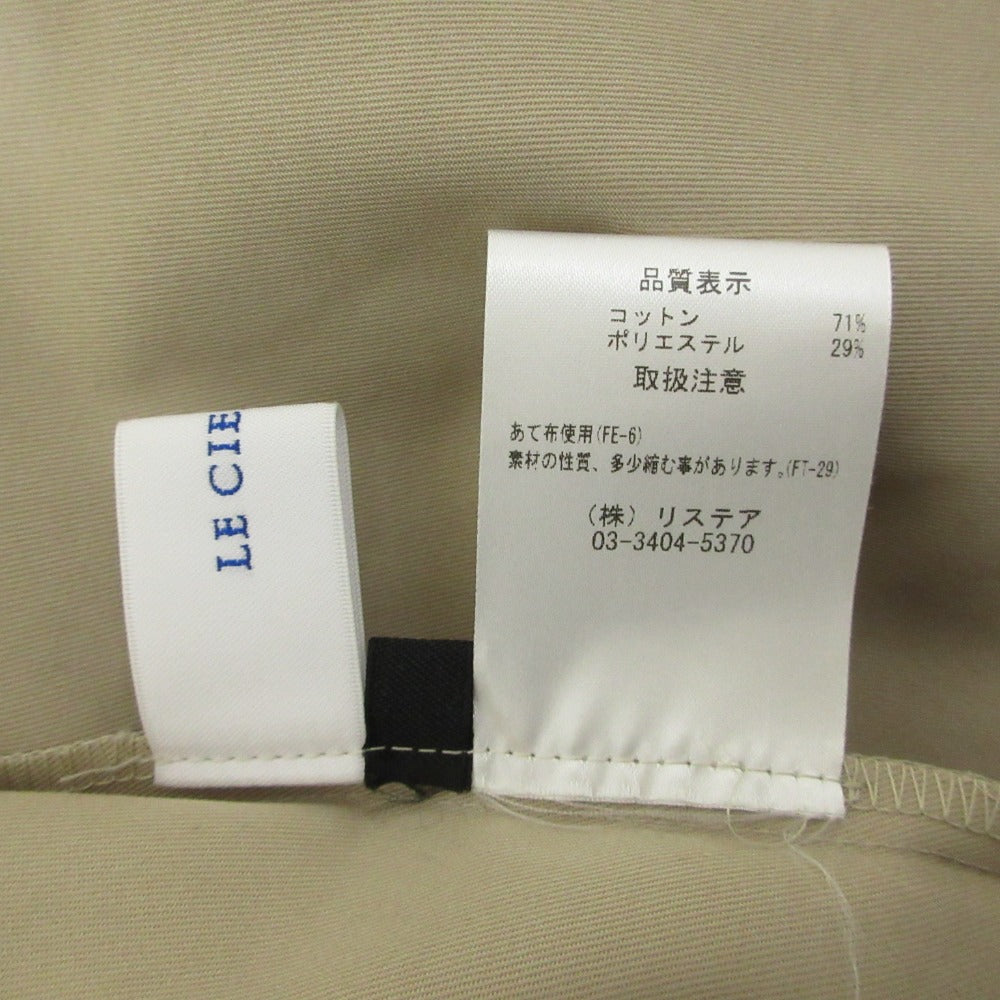 LE CIE
品質表示
コットン 71%
ポリエステル 29%
取扱注意
あて布使用(FE-6)
素材の性質、多少縮む事があります。(FT-29)
（株）リステア
03-3404-5370